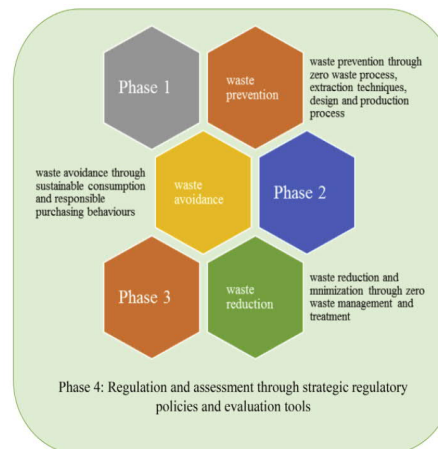 Phase 1
waste
prevention
waste prevention through
zero waste process,
extraction techniques,
design and production
process
waste avoidance through
sustainable consumption
and responsible
purchasing behaviours
waste
avoidance
Phase 2
Phase 3
waste
reduction
waste reduction and
mnimization through zero
waste management and
treatment
Phase 4: Regulation and assessment through strategic regulatory
policies and evaluation tools